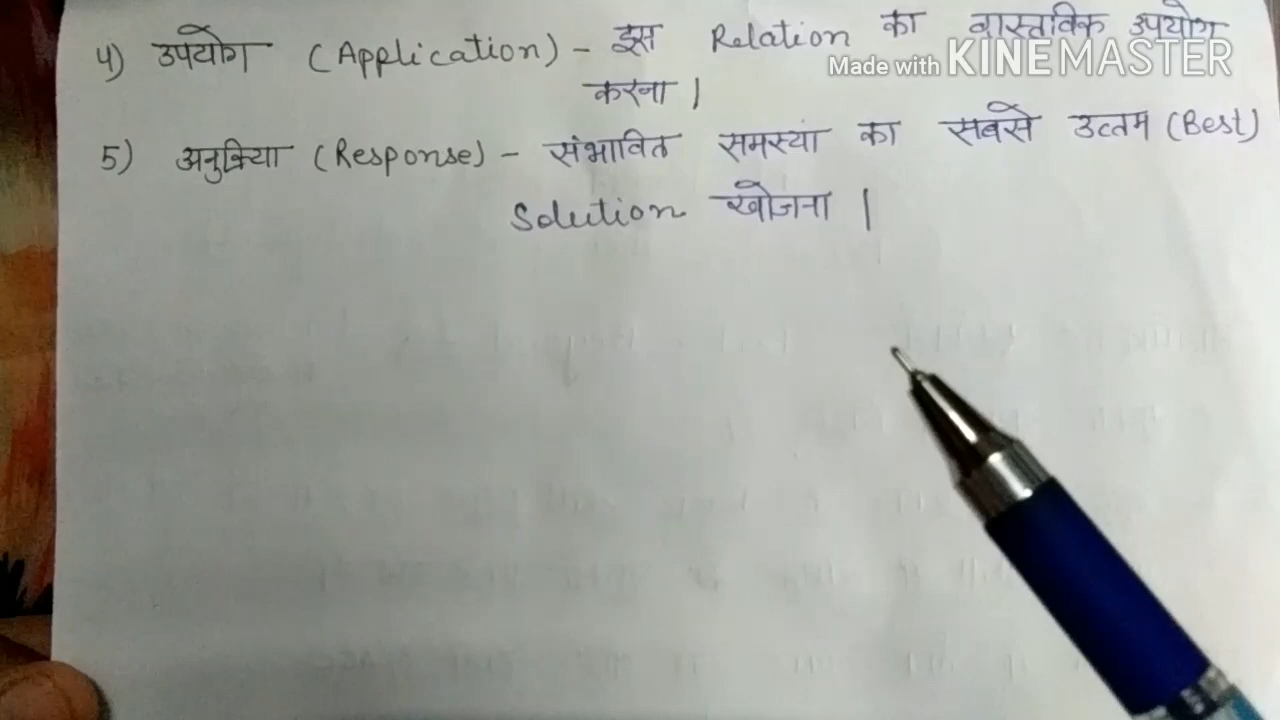 4) उपयोग (Application) - इस Relation का वास्तविक उपयोग
Made with KINEMASTER
करना |
5) अनुक्रिया (Response) - संभावित समस्यां का सबसे उत्तम (Best)
Solution खोजना |